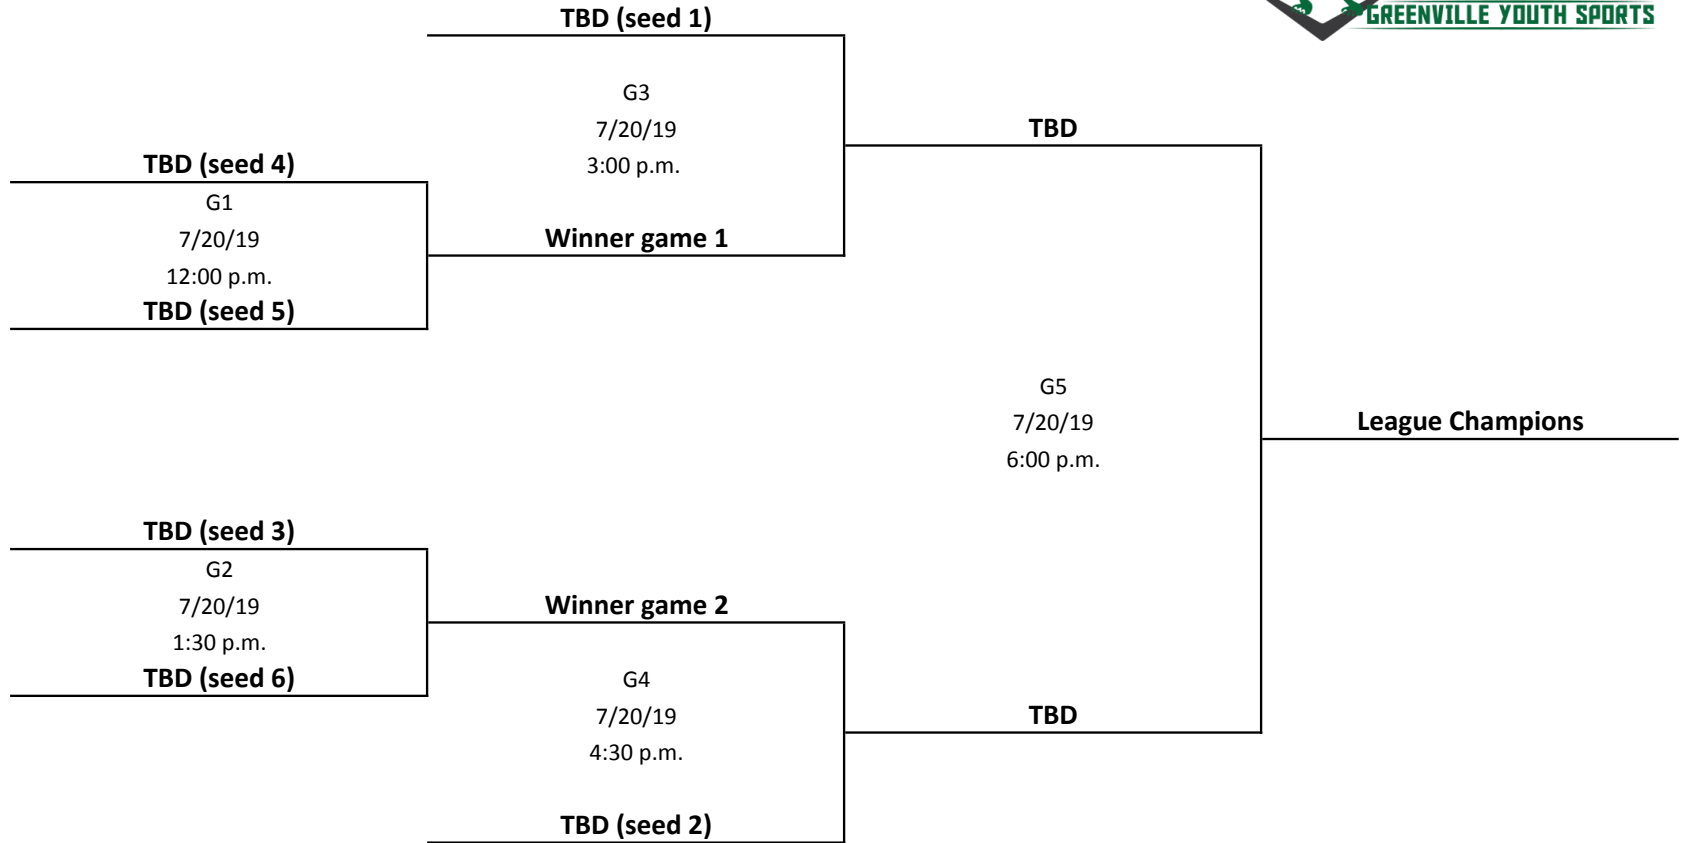 TBD (seed 1)
GREENVILLE YOUTH SPORTS
G3
7/20/19
3:00 p.m.
TBD
TBD (seed 4)
G1
7/20/19
12:00 p.m.
TBD (seed 5)
Winner game 1
G5
7/20/19
6:00 p.m.
League Champions
TBD (seed 3)
G2
7/20/19
1:30 p.m.
TBD (seed 6)
Winner game 2
G4
7/20/19
4:30 p.m.
TBD
TBD (seed 2)